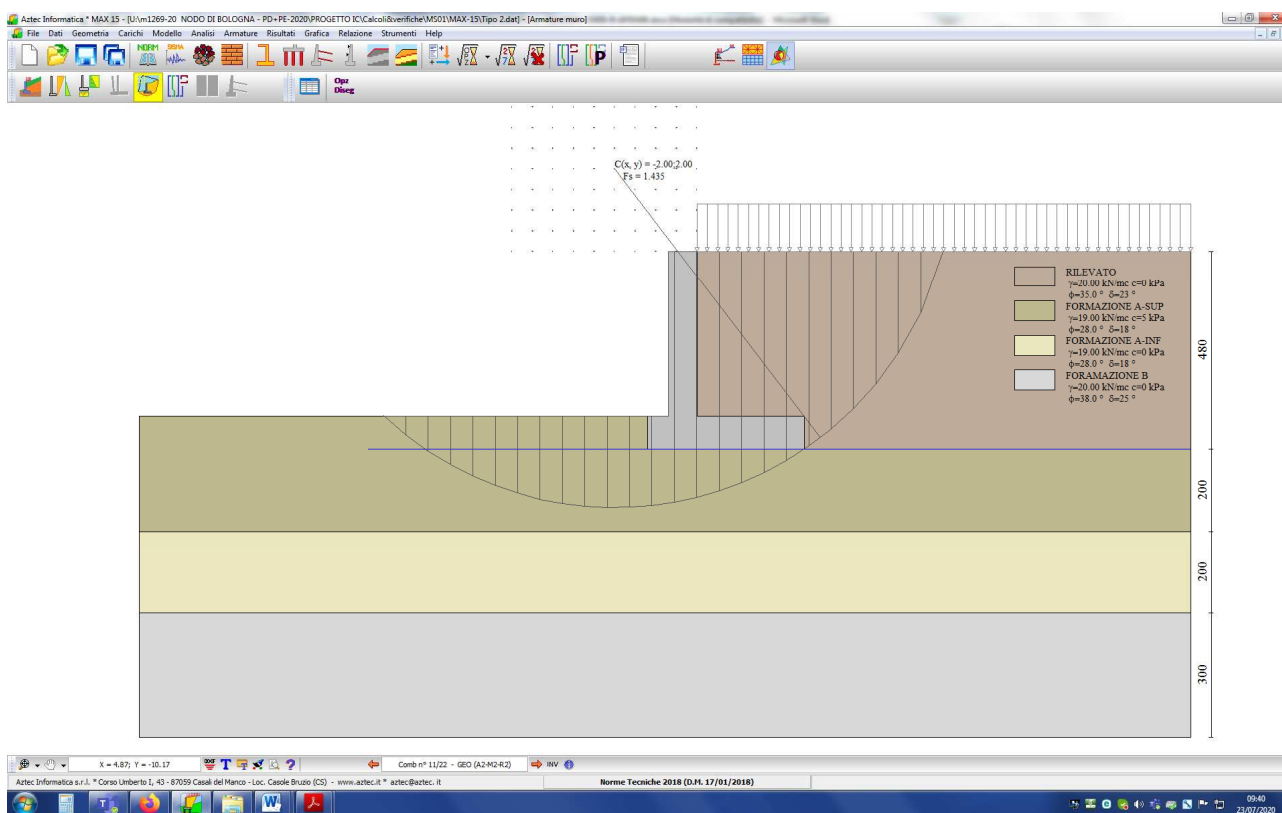 Aztec Informatica * MAX 15 - [U:\m1269-20 NODO DI BOLOGNA - PD+PE-2020\PROGETTO IC\Calcoli&verifiche\MS01\MAX-15\Tipo 2.dat] - [Armature muro]
File Dati Geometria Carichi Modello Analisi Armature Risultati Grafica Relazione Strumenti Help
NORM
SISMA
Opz
Diseg
C(x, y) = -2.00;2.00
Fs = 1.435
RILEVATO
γ=20.00 kN/mc c=0 kPa
ϕ=35.0 ° δ=23 °
FORMAZIONE A-SUP
γ=19.00 kN/mc c=5 kPa
ϕ=28.0 ° δ=18 °
FORMAZIONE A-INF
γ=19.00 kN/mc c=0 kPa
ϕ=28.0 ° δ=18 °
FORAMAZIONE B
γ=20.00 kN/mc c=0 kPa
ϕ=38.0 ° δ=25 °
480
200
200
300
X = 4.87; Y = -10.17
Comb n° 11/22 - GEO (A2-M2-R2)
INV
Aztec Informatica s.r.l. * Corso Umberto I, 43 - 87059 Casali del Manco - Loc. Casole Bruzio (CS) - www.aztec.it * aztec@aztec. it
Norme Tecniche 2018 (D.M. 17/01/2018)
09:40
23/07/2020